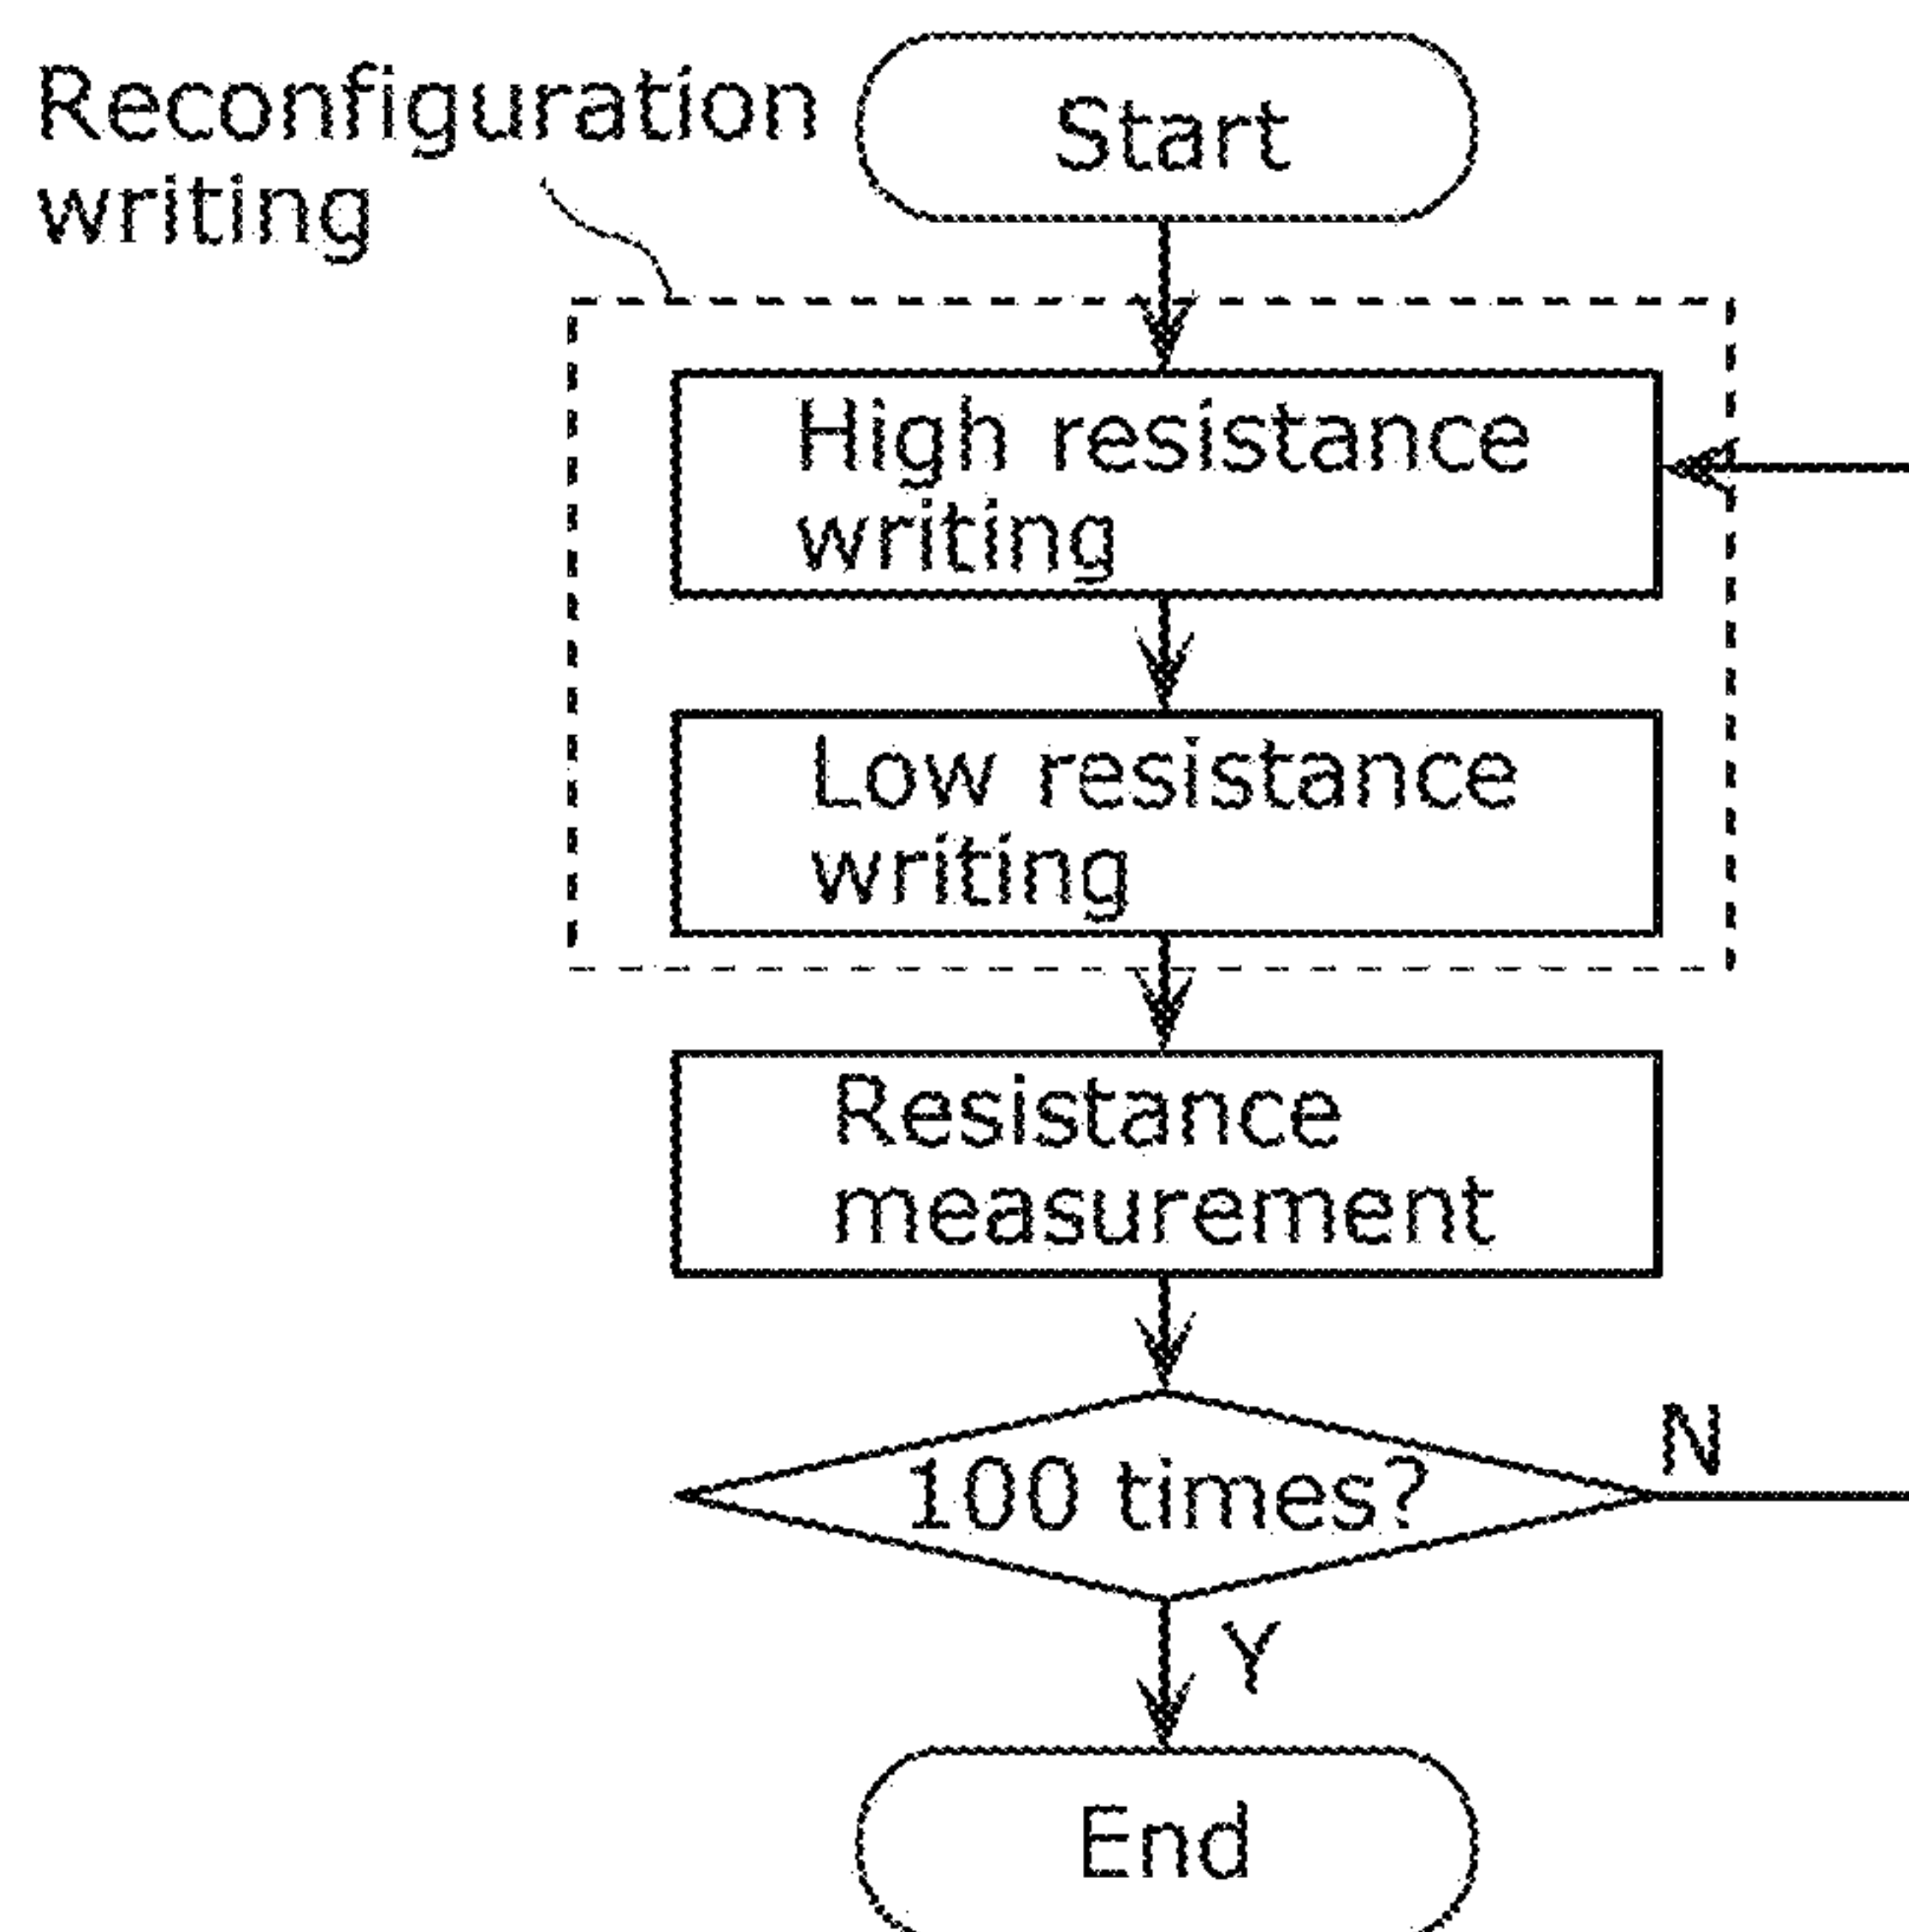 Reconfiguration
writing
Start
High resistance
writing
Low resistance
writing
Resistance
measurement
100 times?
N
Y
End